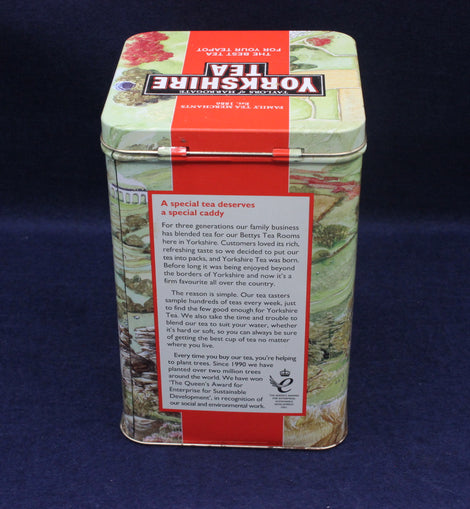 THE BEST TEA
FOR YOUR TEAPOT
YORKSHIRE
TEA
TAYLORS of HARROGATE
FAMILY TEA MERCHANTS
Est. 1886
A special tea deserves
a special caddy
For three generations our family business
has blended tea for our Bettys Tea Rooms
here in Yorkshire. Customers loved its rich,
refreshing taste so we decided to put our
tea into packs, and Yorkshire Tea was born.
Before long it was being enjoyed beyond
the borders of Yorkshire and now it's a
firm favourite all over the country.
The reason is simple. Our tea tasters
sample hundreds of teas every week, just
to find the few good enough for Yorkshire
Tea. We also take the time and trouble to
blend our tea to suit your water, whether
it's hard or soft, so you can always be sure
of getting the best cup of tea no matter
where you live.
Every time you buy our tea, you're helping
to plant trees. Since 1990 we have
planted over two million trees
around the world. We have won
'The Queen's Award for
Enterprise for Sustainable
Development', in recognition of
our social and environmental work.
THE QUEEN'S AWARDS
FOR ENTERPRISE:
SUSTAINABLE
DEVELOPMENT